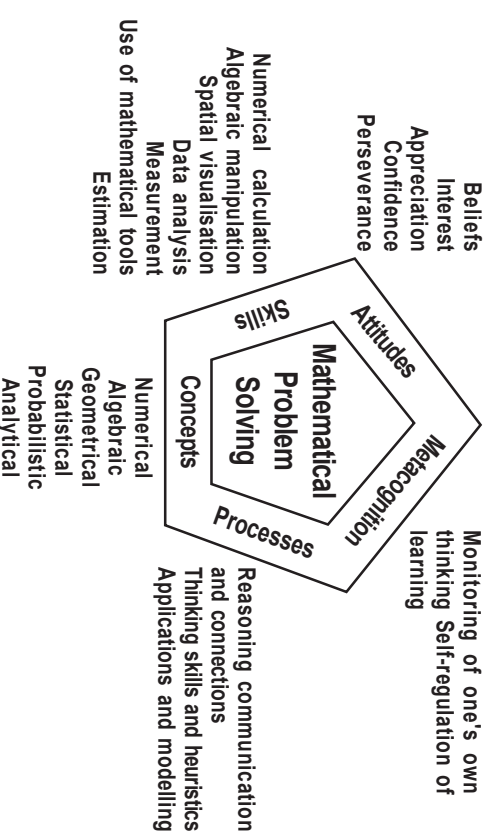 Beliefs
Interest
Appreciation
Confidence
Perseverance
Attitudes
Metacognition
Monitoring of one's own
thinking Self-regulation of
learning
Numerical calculation
Algebraic manipulation
Spatial visualisation
Data analysis
Measurement
Use of mathematical tools
Estimation
Skills
Mathematical
Problem
Solving
Processes
Reasoning communication
and connections
Thinking skills and heuristics
Applications and modelling
Concepts
Numerical
Algebraic
Geometrical
Statistical
Probabilistic
Analytical